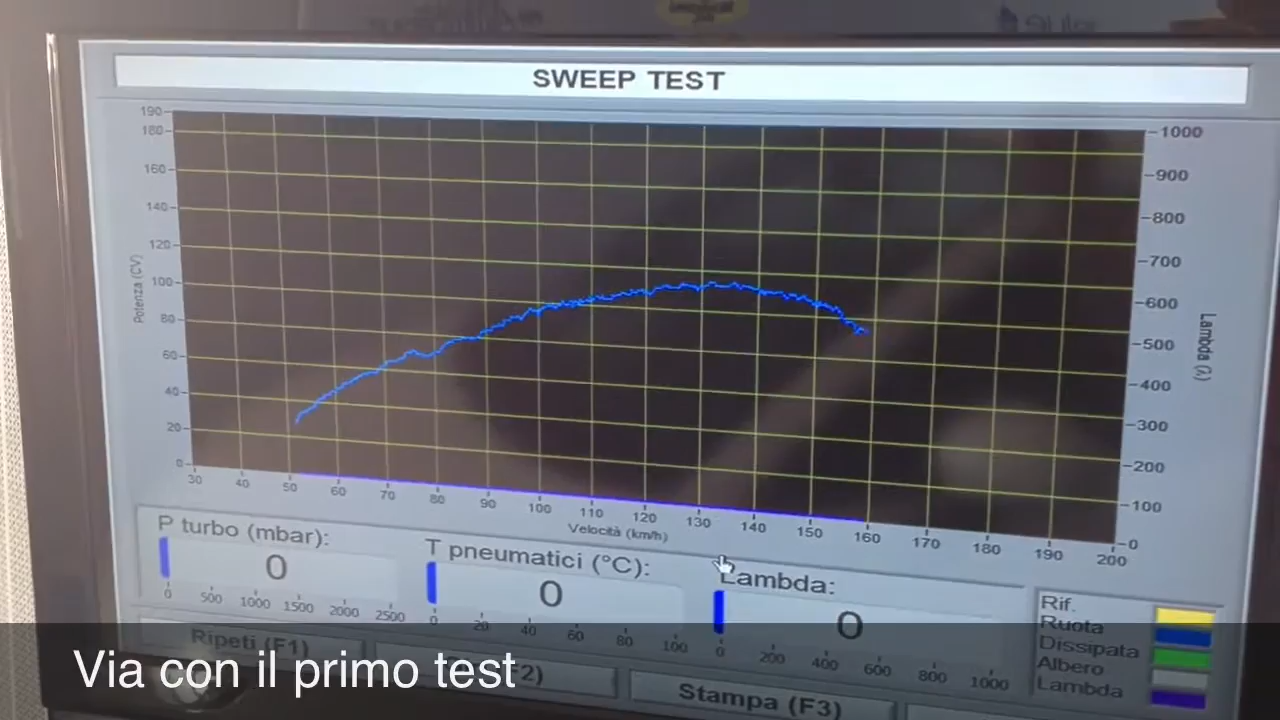 SWEEP TEST
190
180
160
140
120
100
80
60
40
20
0
Potenza (CV)
1000
900
800
700
600
500
400
300
200
100
0
Lambda (λ)
30 40 50 60 70 80 90 100 110 120 130 140 150 160 170 180 190 200
Velocità (km/h)
P turbo (mbar):
0
0 500 1000 1500 2000 2500
T pneumatici (°C):
0
0 20 40 60 80 100
Lambda:
0
0 200 400 600 800 1000
Rif.
Ruota
Dissipata
Albero
Lambda
Ripeti (F1)
F2)
Stampa (F3)
Via con il primo test